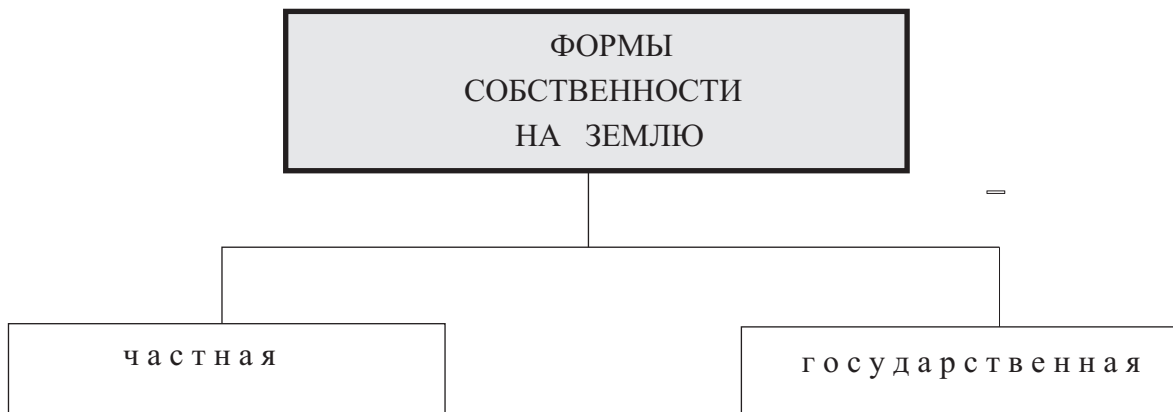 ФОРМЫ
СОБСТВЕННОСТИ
НА ЗЕМЛЮ
частная
государственная